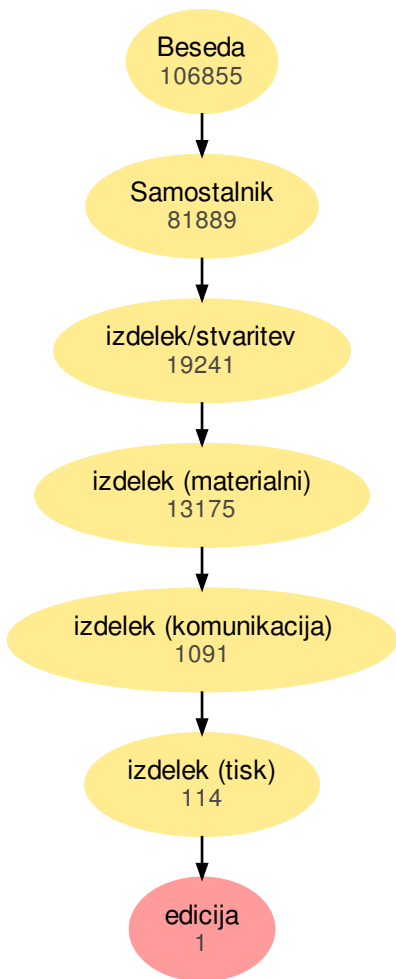 Beseda
106855
Samostalnik
81889
izdelek/stvaritev
19241
izdelek (materialni)
13175
izdelek (komunikacija)
1091
izdelek (tisk)
114
edicija
1